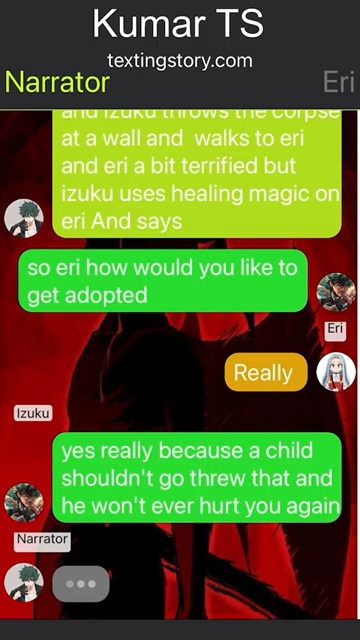 Kumar TS
textingstory.com
Narrator
Eri
and izuku throws the corpse
at a wall and walks to eri
and eri a bit terrified but
izuku uses healing magic on
eri And says
so eri how would you like to
get adopted
Eri
Really
Izuku
yes really because a child
shouldn't go threw that and
he won't ever hurt you again
Narrator